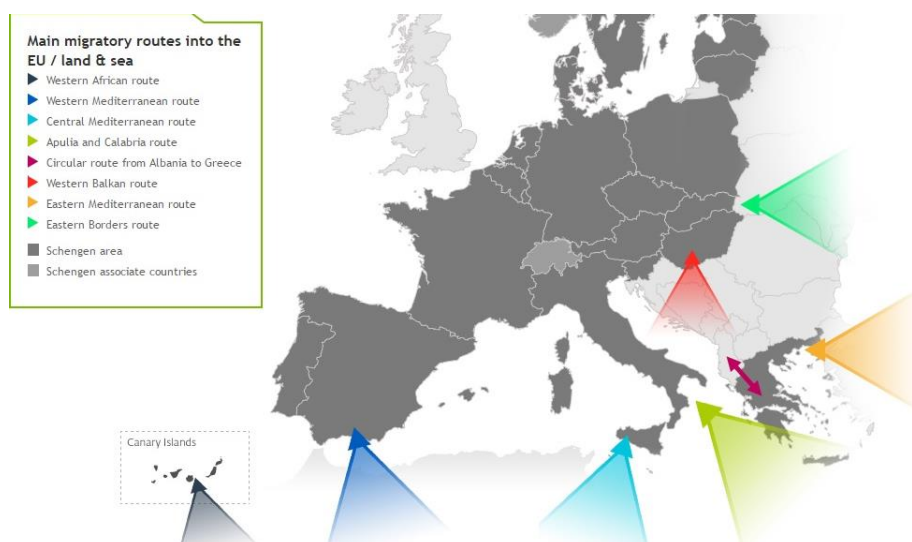 Main migratory routes into the
EU / land & sea
Western African route
Western Mediterranean route
Central Mediterranean route
Apulia and Calabria route
Circular route from Albania to Greece
Western Balkan route
Eastern Mediterranean route
Eastern Borders route
Schengen area
Schengen associate countries
Canary Islands